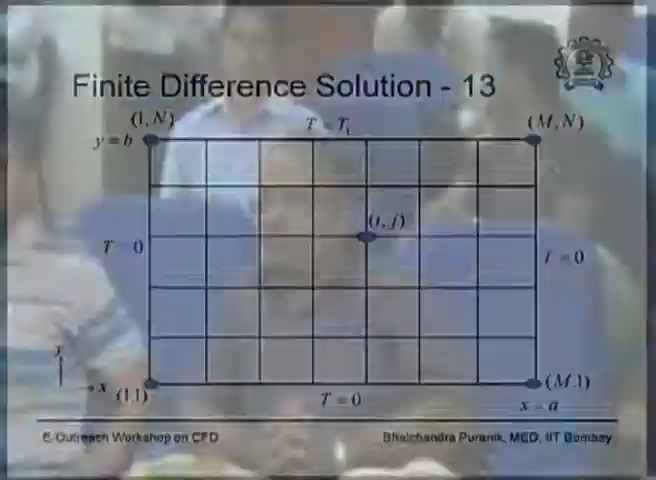 Finite Difference Solution - 13
(1,N)
T = T₁
(M,N)
y = b
(i,j)
T = 0
T = 0
y
x
(1,1)
T = 0
(M,1)
x = a
E-Outreach Workshop on CFD
Bhalchandra Puranik, MED, IIT Bombay